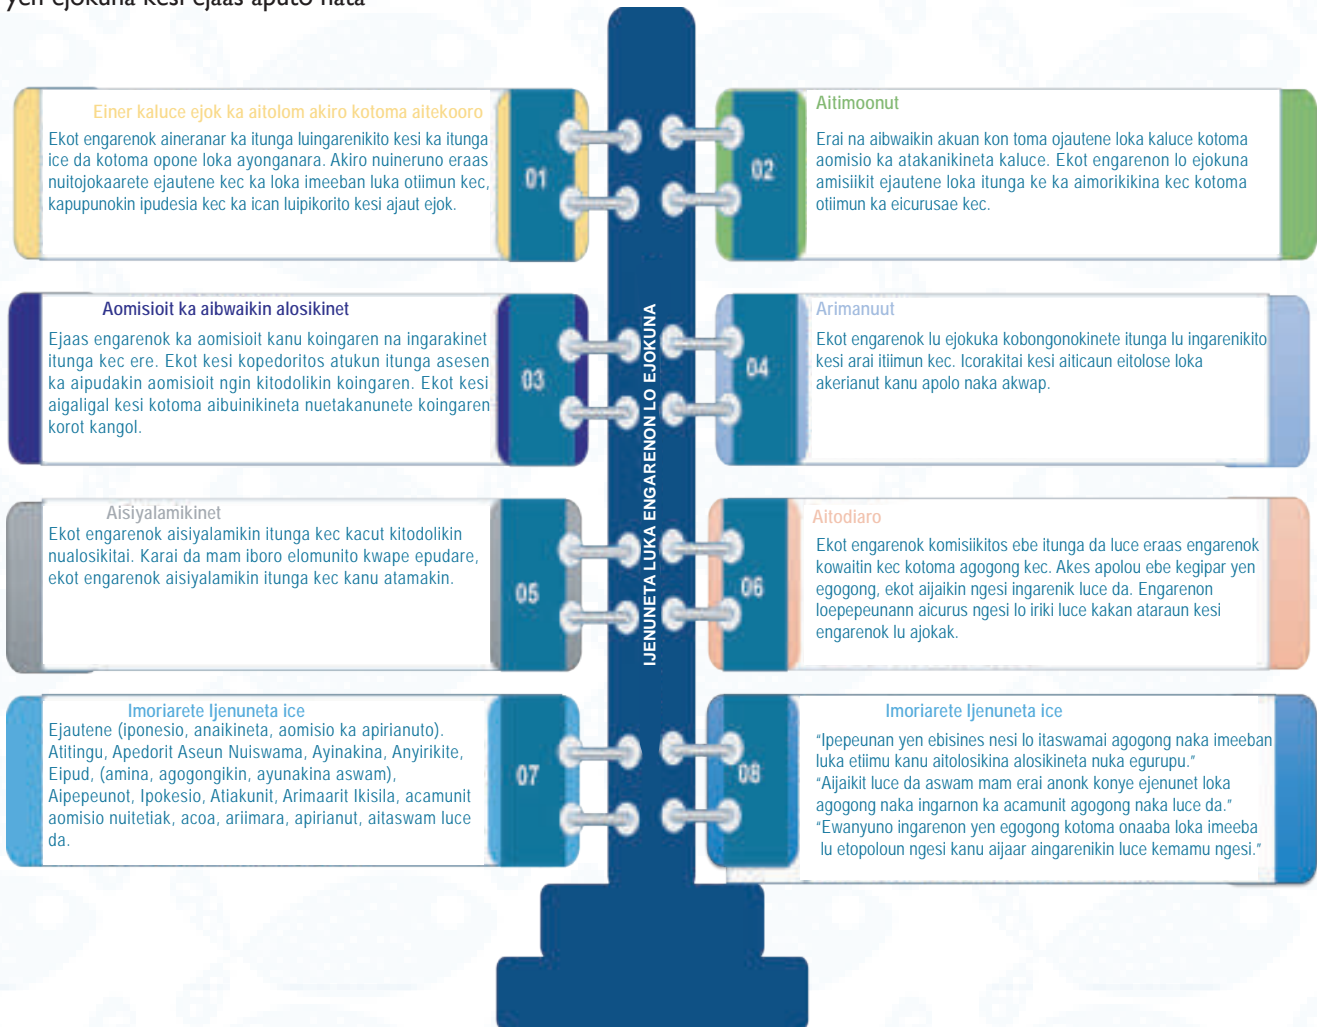 yen ejokuna kesi ejaas aputo nata
Einer kaluce ejok ka aitolom akiro kotoma aitekooro
Ekot engarenok aineranar ka itunga luingarenikito kesi ka itunga
ice da kotoma opone loka ayonganara. Akiro nuineruno eraas
nuitojokaarete ejautene kec ka loka imeeban luka otiimun kec,
kapupunokin ipudesia kec ka ican luipikorito kesi ajaut ejok.
01
Aitimoonut
Erai na aibwaikin akuan kon toma ojautene loka kaluce kotoma
aomisio ka atakanikineta kaluce. Ekot engarenon lo ejokuna
amisiikit ejautene loka itunga ke ka aimorikikina kec kotoma
otiimun ka eicurusae kec.
02
Aomisioit ka aibwaikin alosikinet
Ejaas engarenok ka aomisioit kanu koingaren na ingarakinet
itunga kec ere. Ekot kesi kopedoritos atukun itunga asesen
ka aipudakin aomisioit ngin kitodolikin koingaren. Ekot kesi
aigaligal kesi kotoma aibuinikineta nuetakanunete koingaren
korot kangol.
03
Arimanuut
Ekot engarenok lu ejokuka kobongonokinete itunga lu ingarenikito
kesi arai itiimun kec. Icorakitai kesi aiticaun eitolose loka
akerianut kanu apolo naka akwap.
04
IJENUNETA LUKA ENGARENON LO EJOKUNA
Aisiyalamikinet
Ekot engarenok aisiyalamikin itunga kec kacut kitodolikin
nualosikitai. Karai da mam iboro elomunito kwape epudare,
ekot engarenok aisiyalamikin itunga kec kanu atamakin.
05
Aitodiaro
Ekot engarenok komisiikitos ebe itunga da luce eraas engarenok
kowaitin kec kotoma agogong kec. Akes apolou ebe kegipar yen
egogong, ekot aijaikin ngesi ingarenik luce da. Engarenon
loepepeunann aicurus ngesi lo iriki luce kakan ataraun kesi
engarenok lu ajokak.
06
Imoriarete Ijenuneta ice
Ejautene (iponesio, anaikineta, aomisio ka apirianuto).
Atitingu, Apedorit Aseun Nuiswama, Ayinakina, Anyirikite,
Eipud, (amina, agogongikin, ayunakina aswam),
Aipepeunot, Ipokesio, Atiakunit, Arimaarit Ikisila, acamunit
aomisio nuitetiak, acoa, ariimara, apirianut, aitaswam luce
da.
07
Imoriarete Ijenuneta ice
"Ipepeunan yen ebisines nesi lo itaswamai agogong naka imeeban
luka etiimu kanu aitolosikina alosikineta nuka egurupu."
"Aijaikit luce da aswam mam erai anonk konye ejenunet loka
agogong naka ingarnon ka acamunit agogong naka luce da."
"Ewanyuno ingarenon yen egogong kotoma onaaba loka imeeba
lu etopoloun ngesi kanu aijaar aingarenikin luce kemamu ngesi."
08